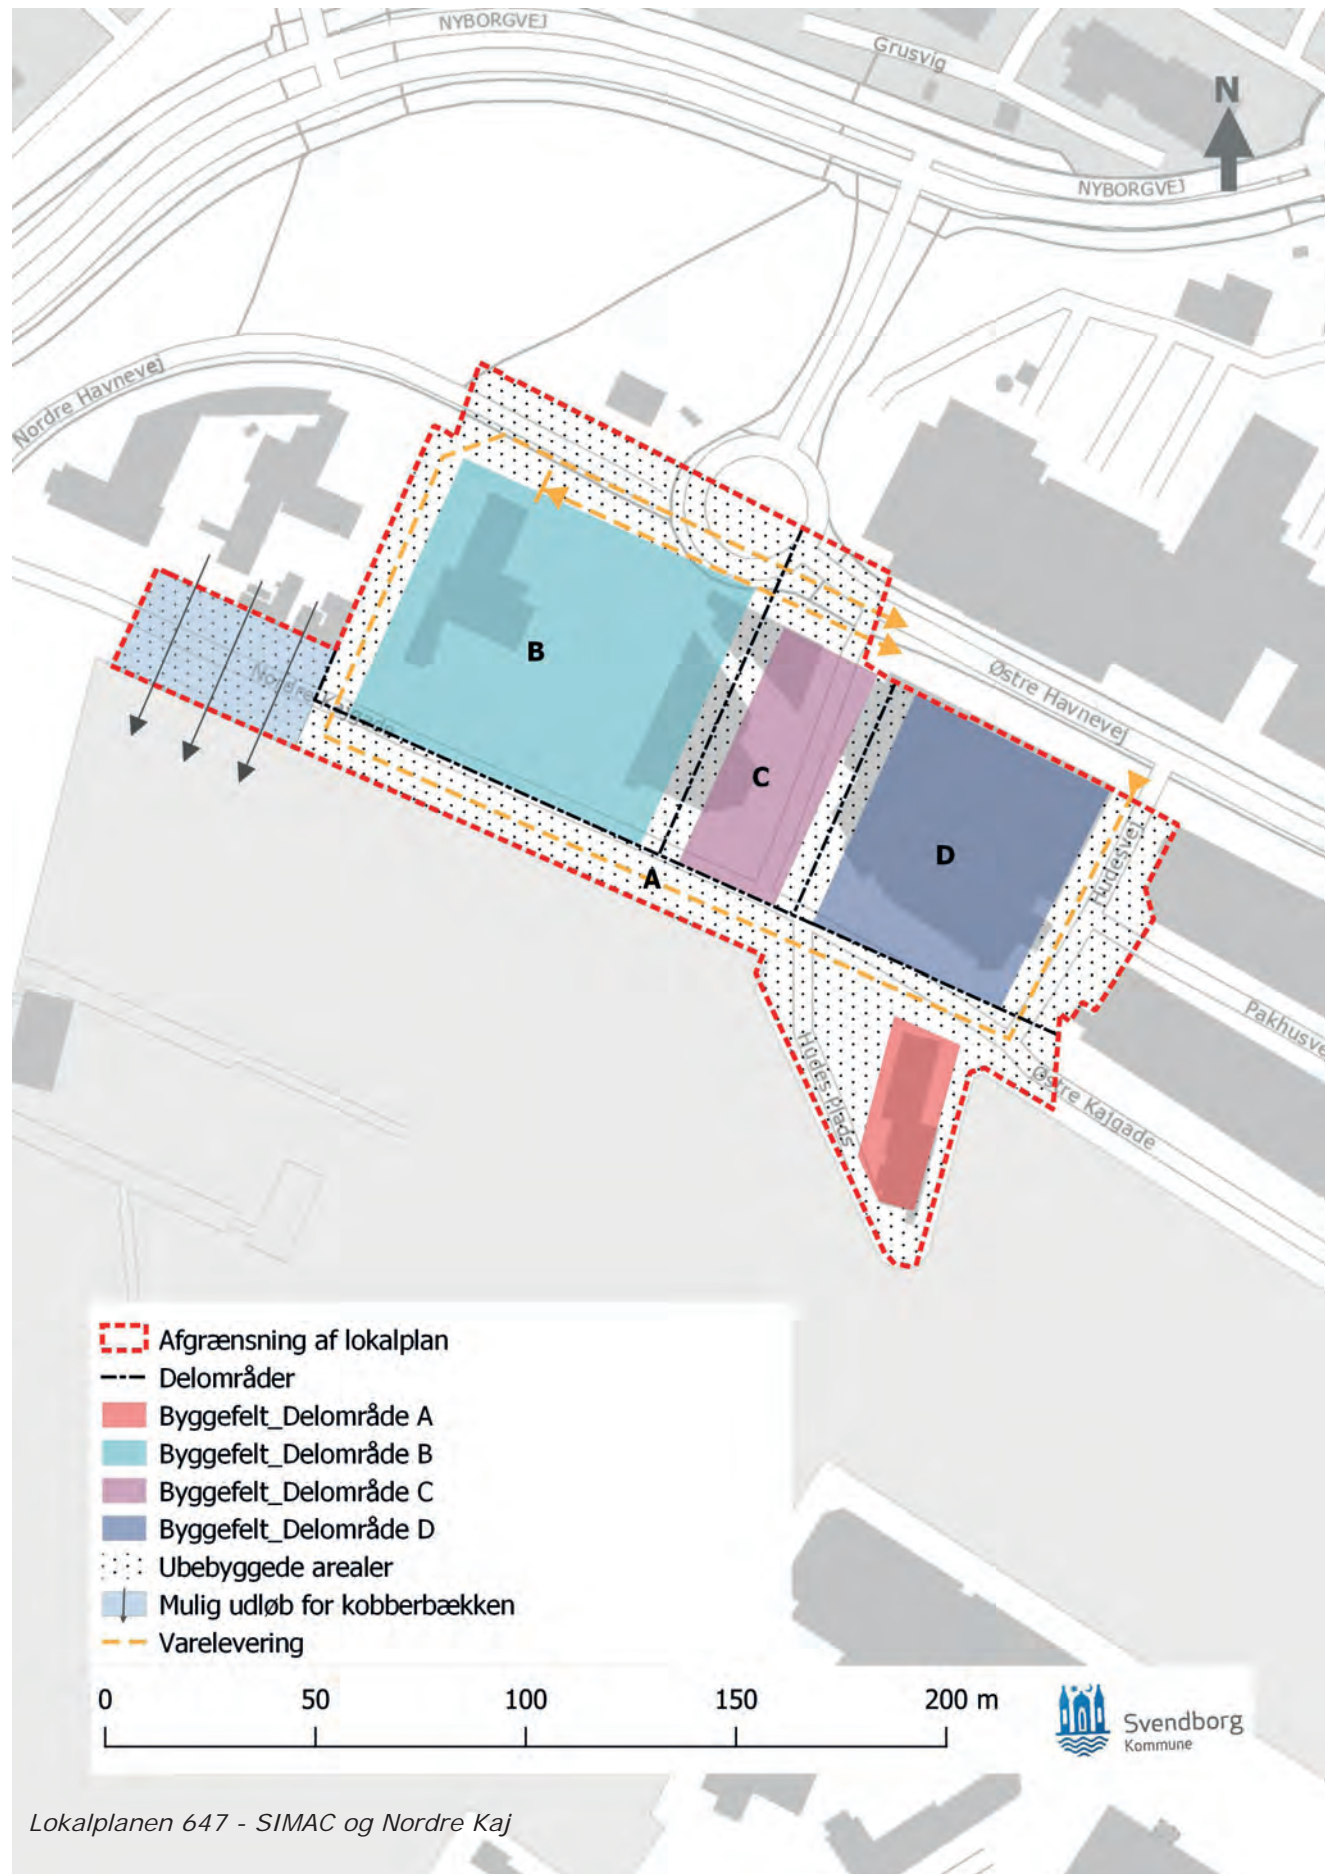 NYBORGVEJ
Grusvig
N
NYBORGVEJ
Nordre Havnevej
B
Østre Havnevej
C
D
A
Hudesvej
Pakhusve
Hudes plads
Østre Kajgade
Afgrænsning af lokalplan
Delområder
Byggefelt_Delområde A
Byggefelt_Delområde B
Byggefelt_Delområde C
Byggefelt_Delområde D
Ubebyggede arealer
Mulig udløb for kobberbækken
Varelevering
0 50 100 150 200 m
Svendborg
Kommune
Lokalplanen 647 - SIMAC og Nordre Kaj